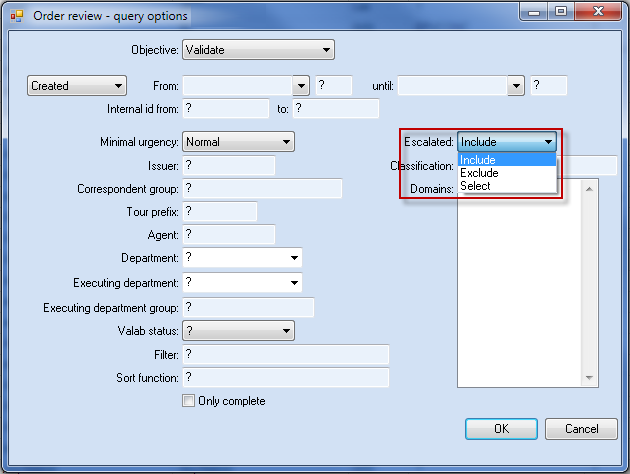 Order review - query options
Objective: Validate
Created From: ? until: ?
Internal id from: ? to: ?
Minimal urgency: Normal Escalated: Include
Include
Issuer: ? Classification:
Exclude
Correspondent group: ? Domains:
Select
Tour prefix: ?
Agent: ?
Department: ?
Executing department: ?
Executing department group: ?
Valab status: ?
Filter: ?
Sort function: ?
Only complete
OK Cancel